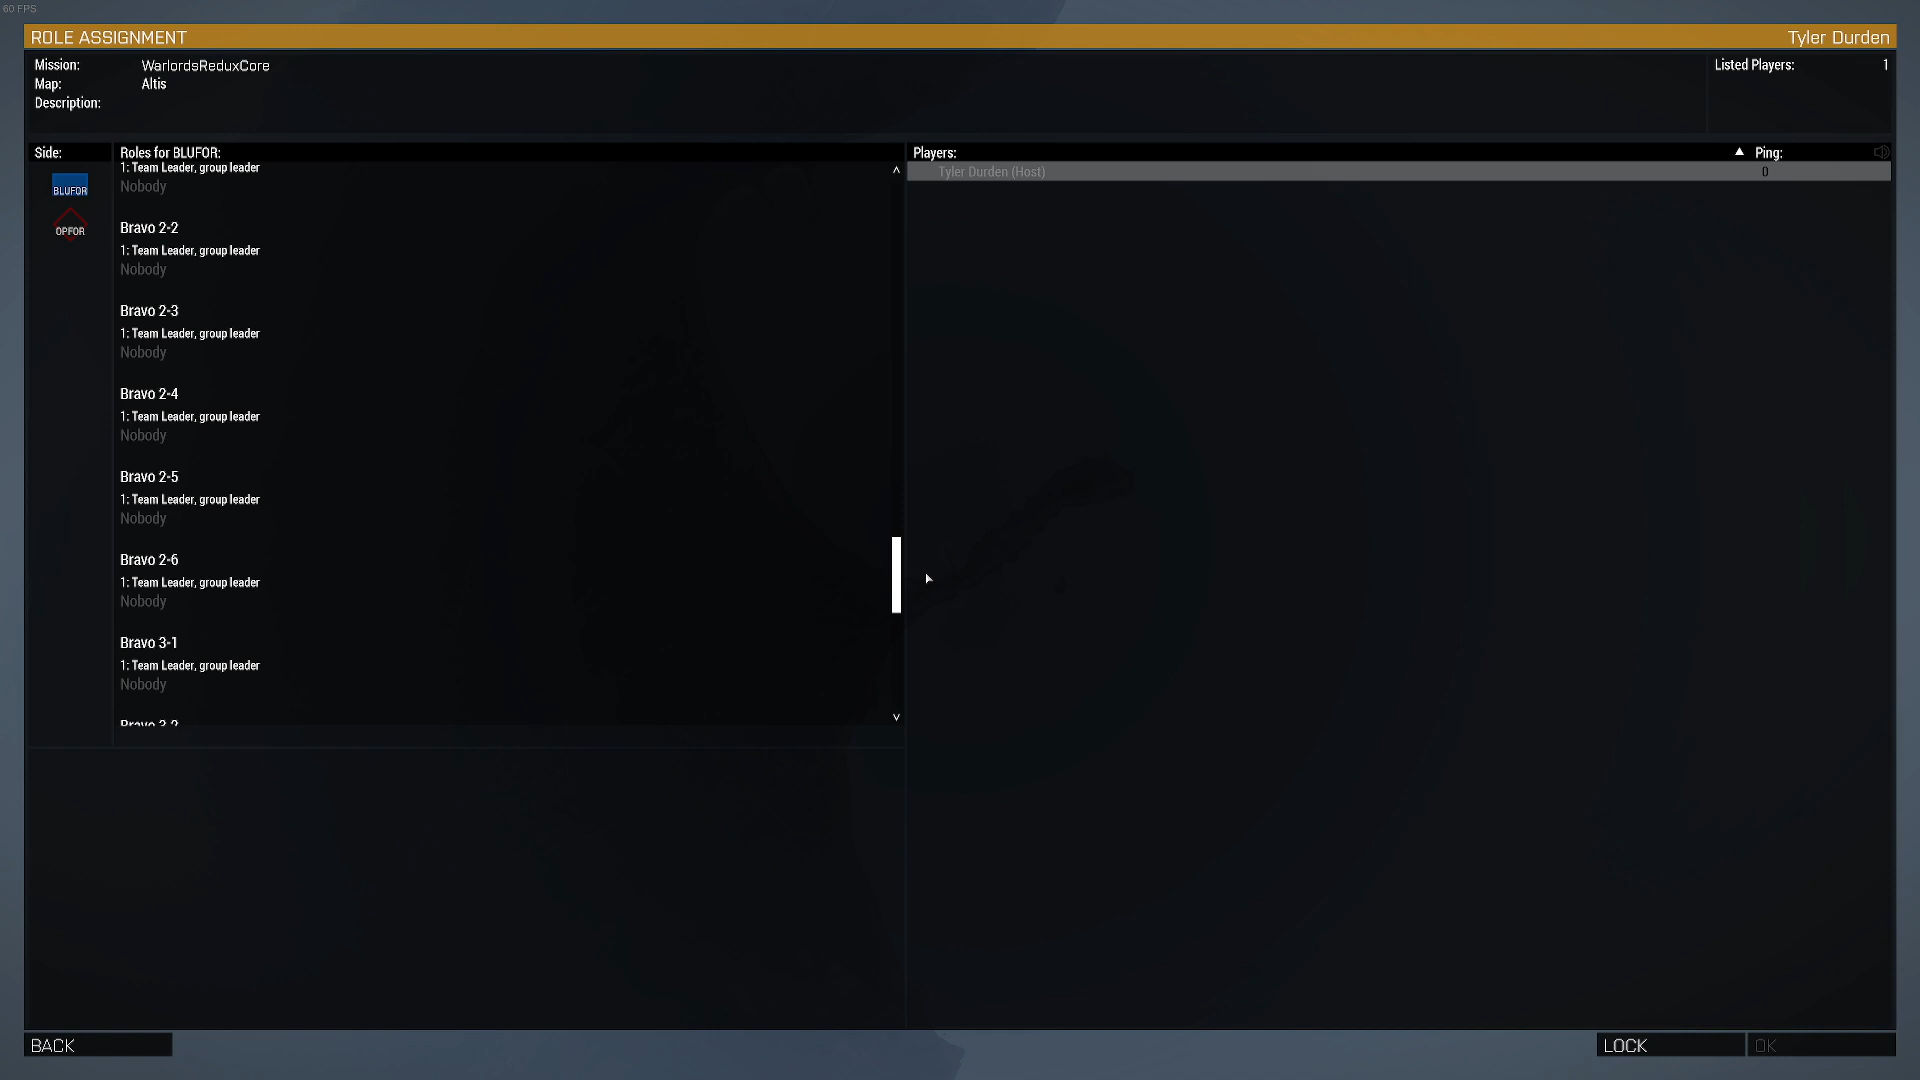 60 FPS
ROLE ASSIGNMENT
Tyler Durden
Mission: WarlordsReduxCore
Listed Players: 1
Map: Altis
Description:
Side:
BLUFOR
OPFOR
Roles for BLUFOR:
1: Team Leader, group leader
Nobody
Bravo 2-2
1: Team Leader, group leader
Nobody
Bravo 2-3
1: Team Leader, group leader
Nobody
Bravo 2-4
1: Team Leader, group leader
Nobody
Bravo 2-5
1: Team Leader, group leader
Nobody
Bravo 2-6
1: Team Leader, group leader
Nobody
Bravo 3-1
1: Team Leader, group leader
Nobody
Bravo 3-2
Players: Ping:
Tyler Durden (Host) 0
BACK
LOCK
OK